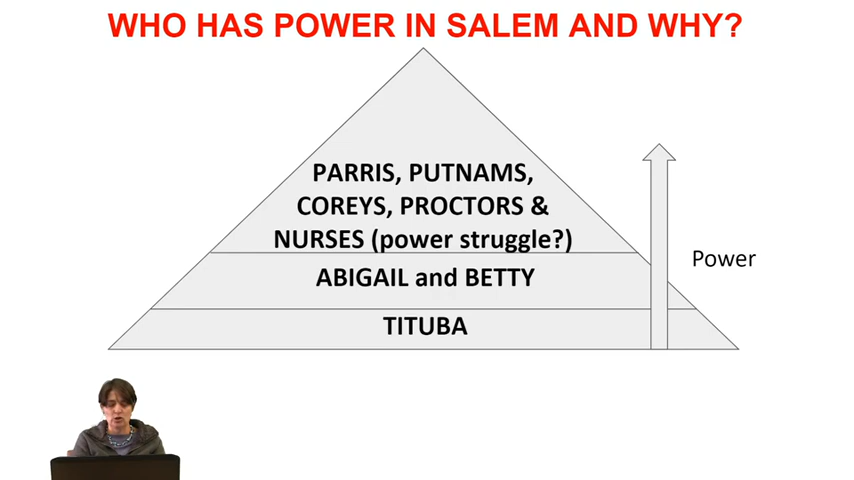 WHO HAS POWER IN SALEM AND WHY?
PARRIS, PUTNAMS,
COREYS, PROCTORS &
NURSES (power struggle?)
ABIGAIL and BETTY
TITUBA
Power